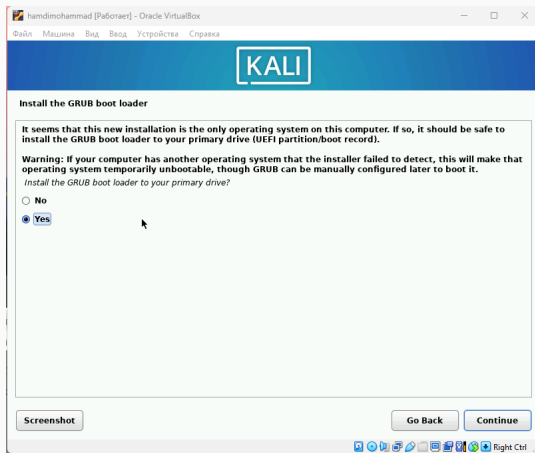 hamdimohammad [Работает] - Oracle VirtualBox
Файл Машина Вид Ввод Устройства Справка
KALI
Install the GRUB boot loader
It seems that this new installation is the only operating system on this computer. If so, it should be safe to
install the GRUB boot loader to your primary drive (UEFI partition/boot record).
Warning: If your computer has another operating system that the installer failed to detect, this will make that
operating system temporarily unbootable, though GRUB can be manually configured later to boot it.
Install the GRUB boot loader to your primary drive?
No
Yes
Screenshot Go Back Continue
Right Ctrl